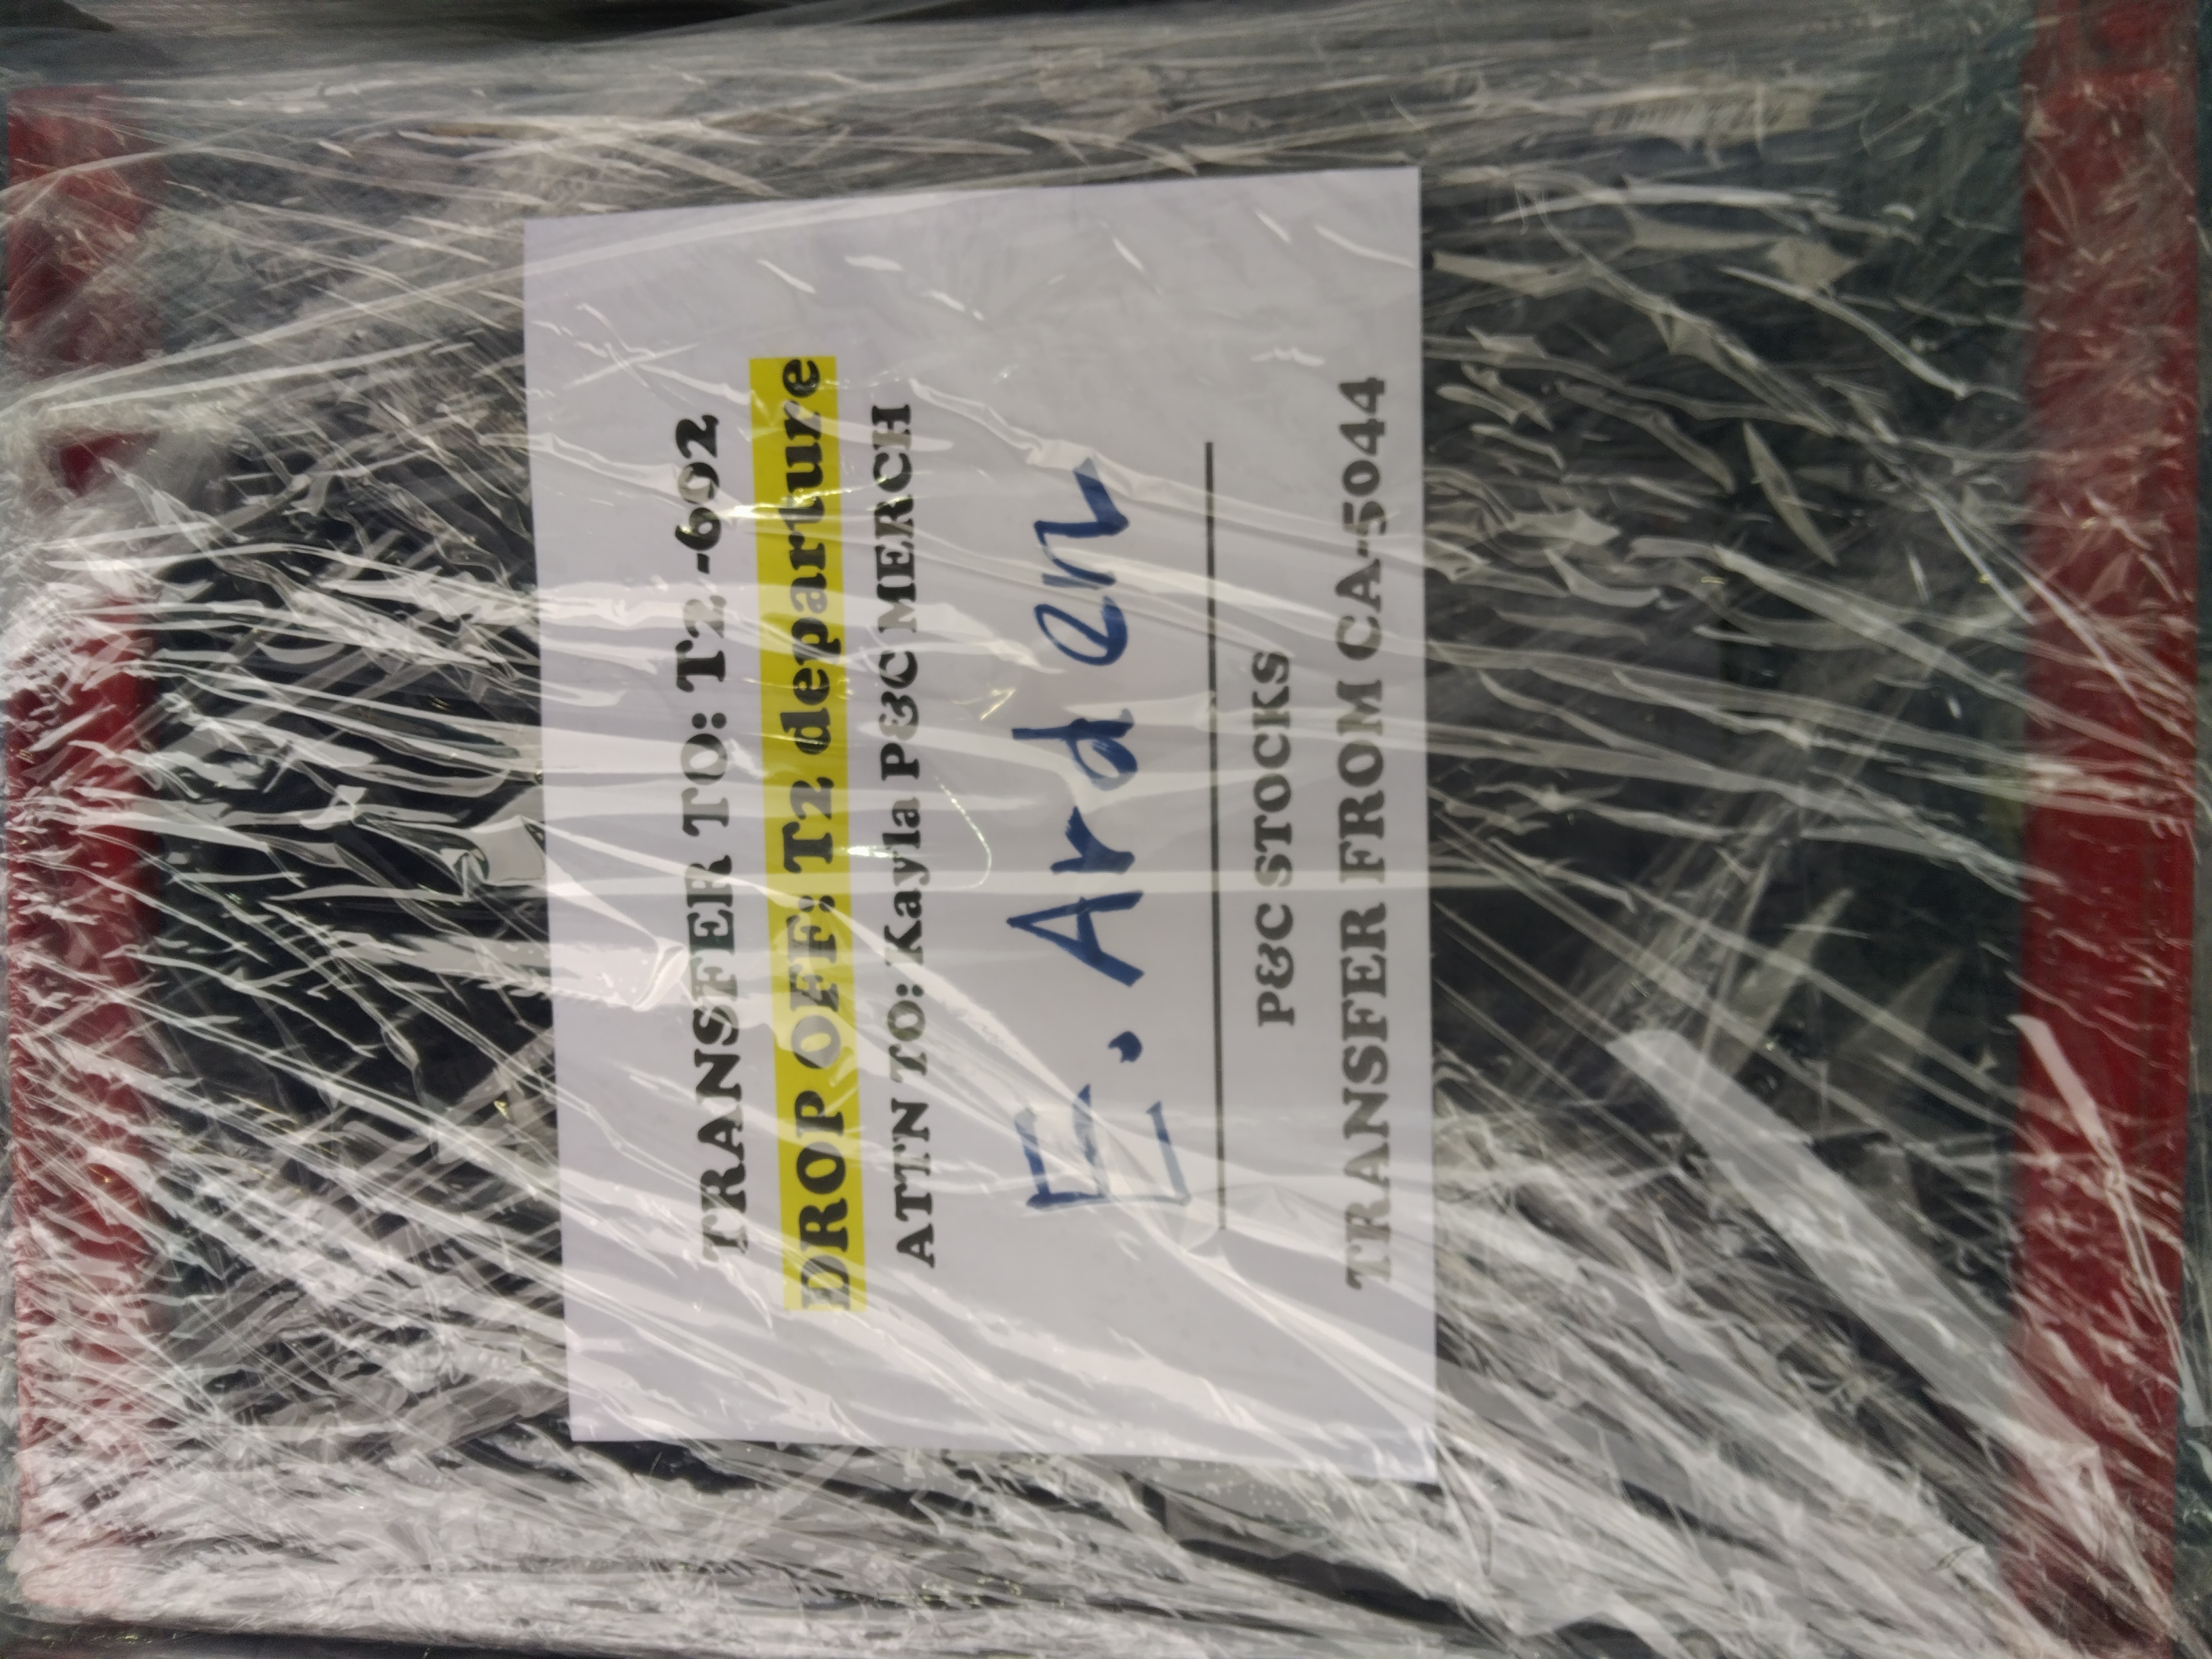 TRANSFER TO: T2 -602
DROP OFF: T2 departure
ATTN TO: Kayla P&C MERCH
E. Arden
P&C STOCKS
TRANSFER FROM CA-5044